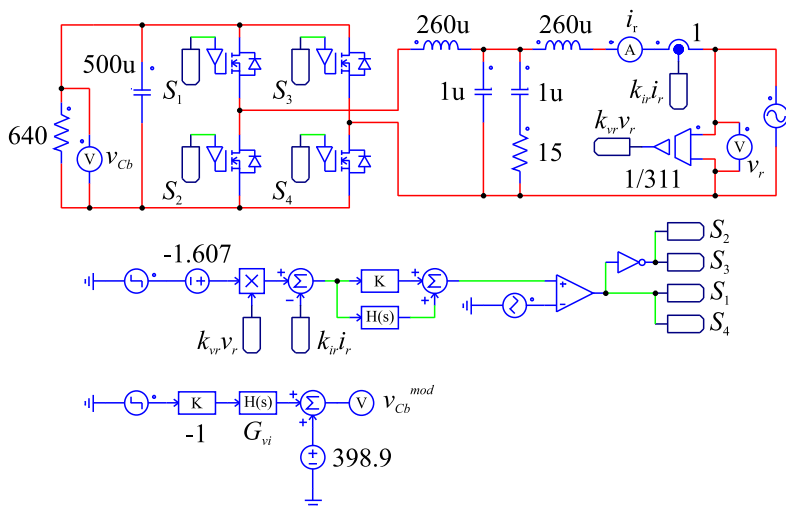 260u 260u i_r 1
500u S_1 S_3 1u 1u k_ir i_r
640 V v_Cb A k_vr v_r V v_r
S_2 S_4 15 1/311
-1.607 S_2
K S_3
H(s) S_1
k_vr v_r k_ir i_r S_4
K H(s) V v_Cb^mod
-1 G_vi
398.9